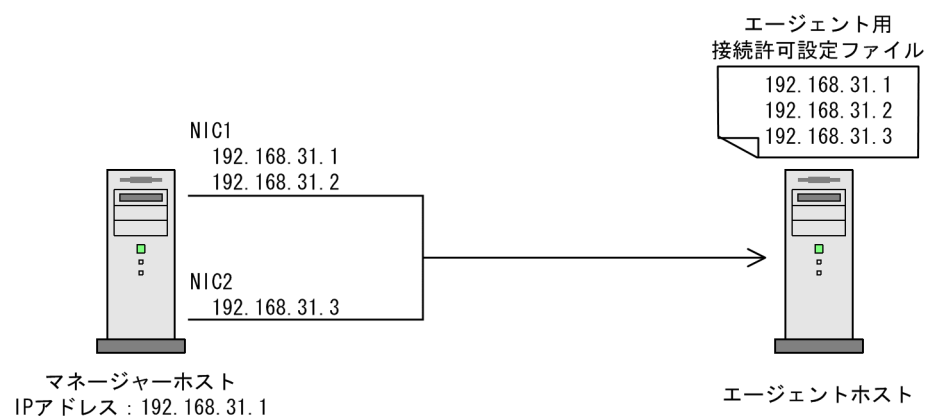 エージェント用
接続許可設定ファイル
192.168.31.1
192.168.31.2
192.168.31.3
NIC1
192.168.31.1
192.168.31.2
NIC2
192.168.31.3
マネージャーホスト
IPアドレス：192.168.31.1
エージェントホスト